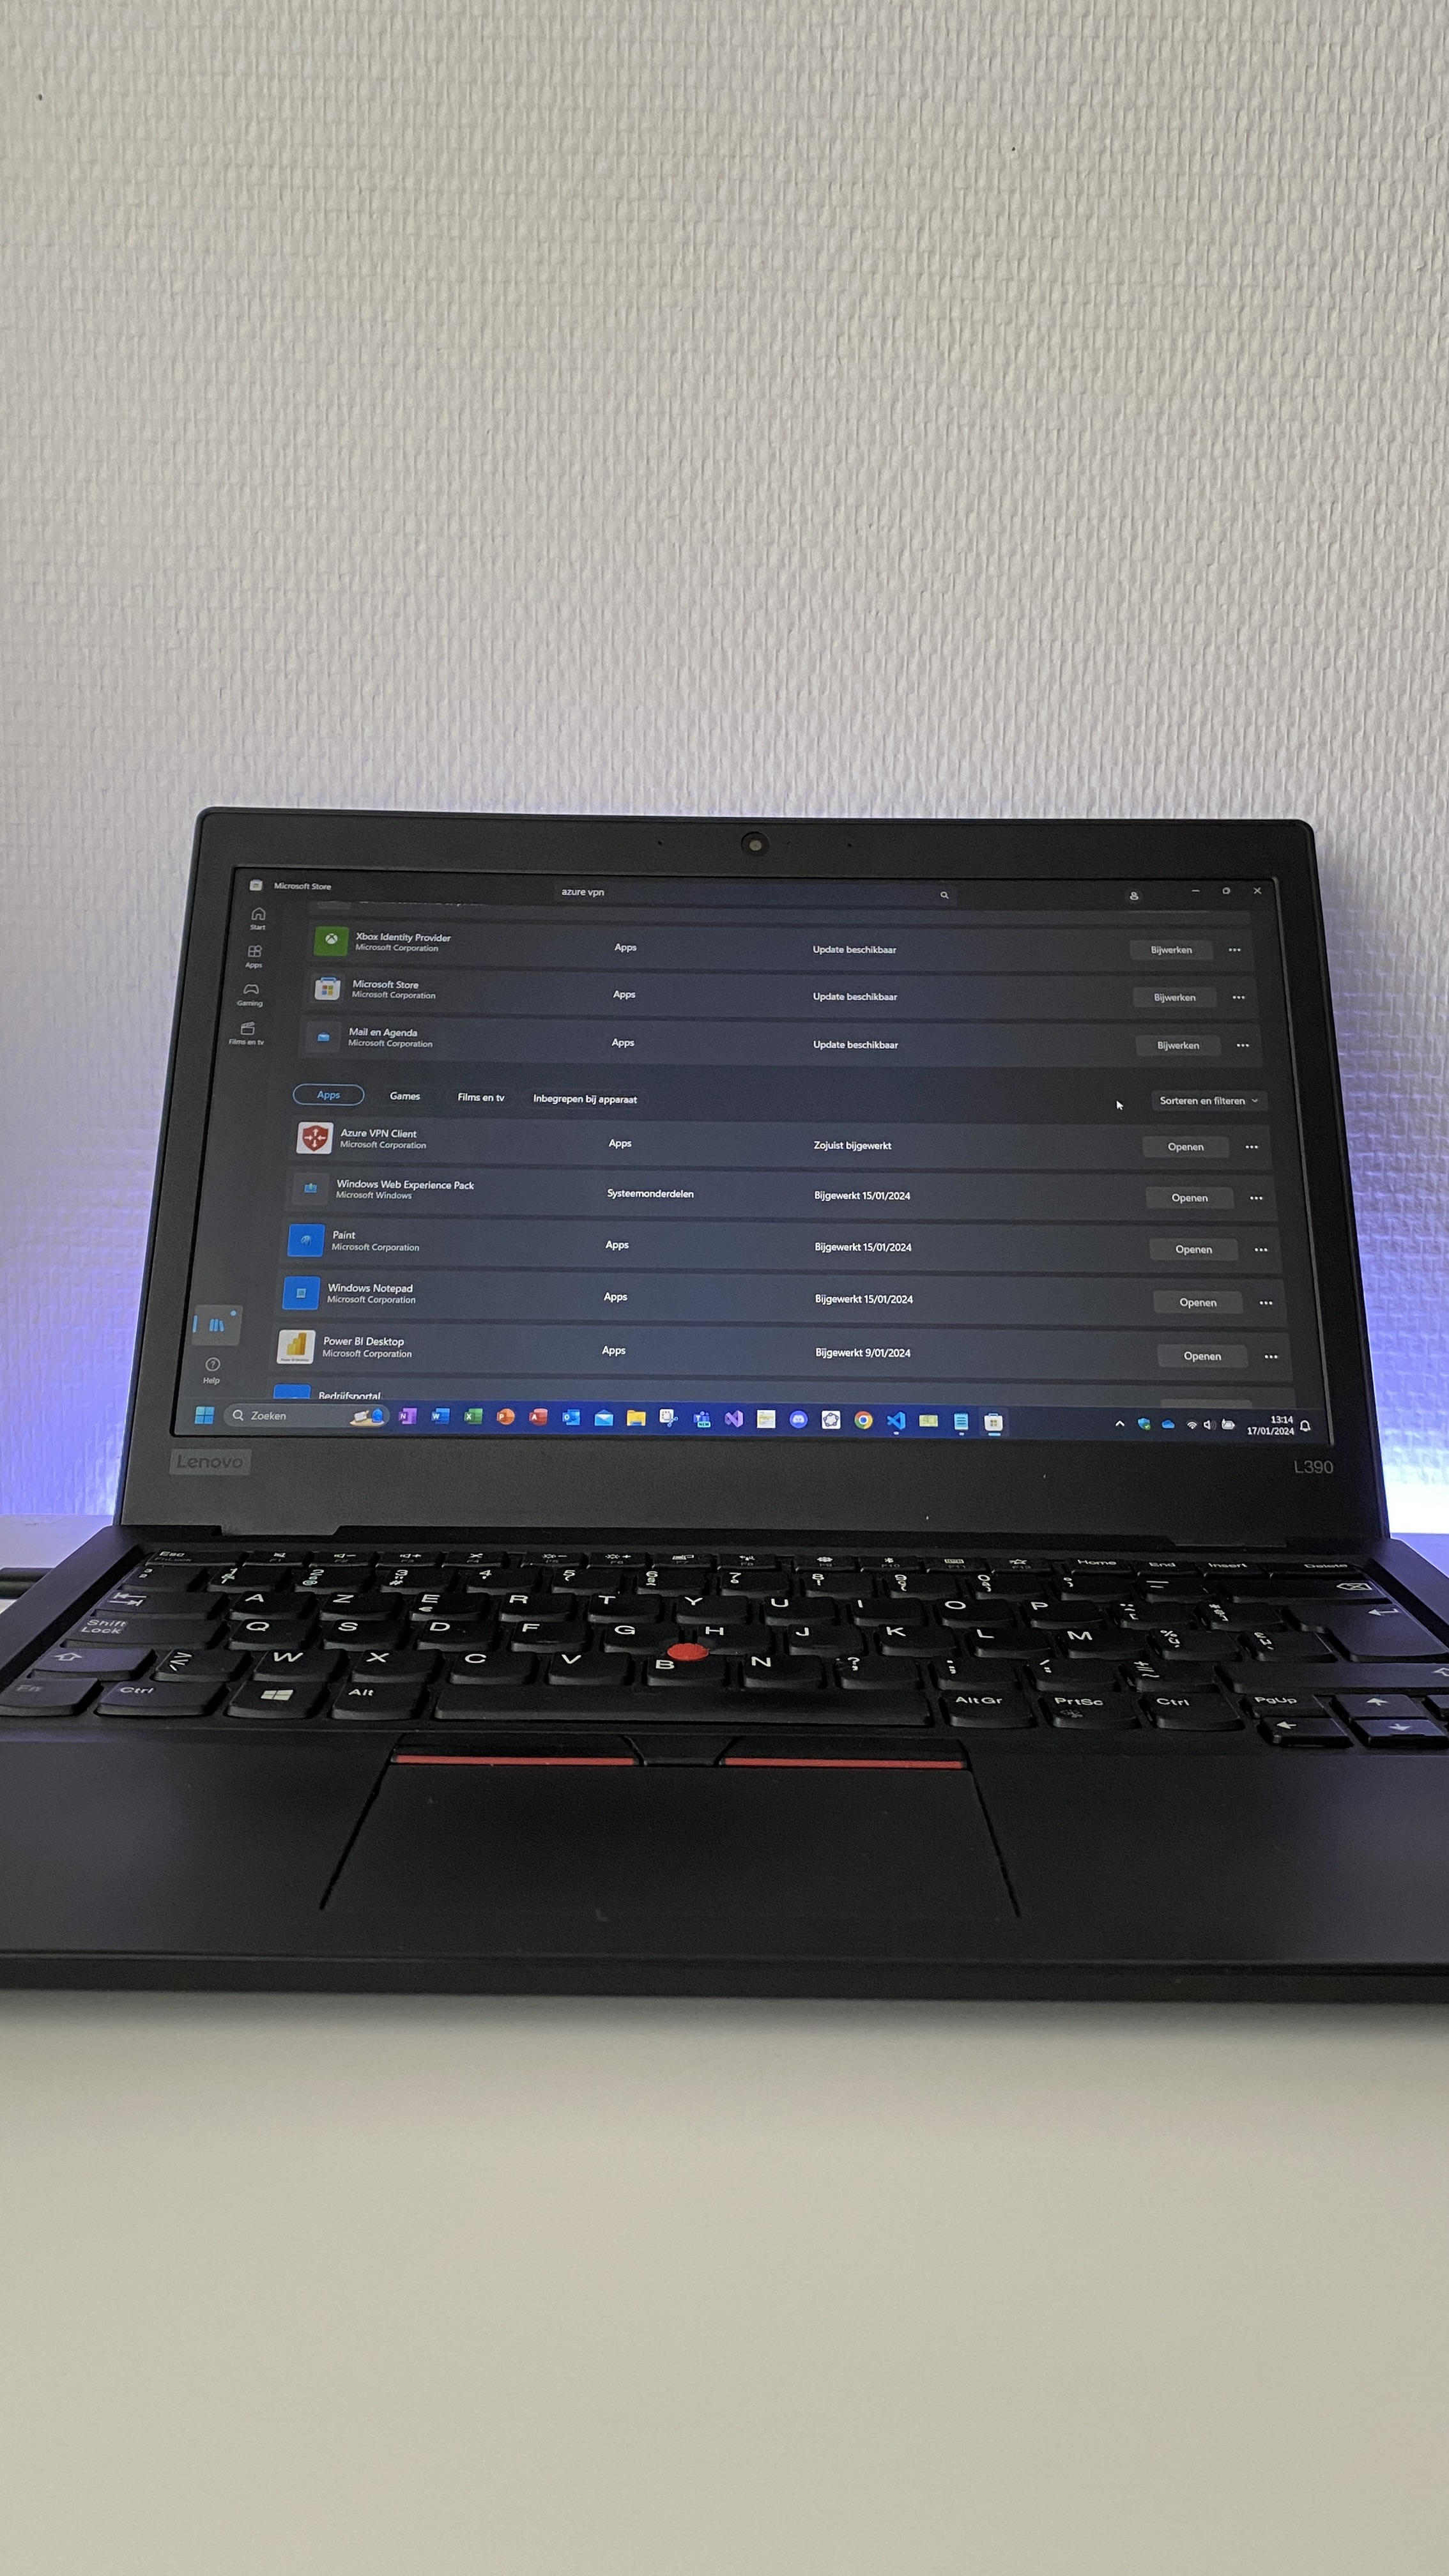 Microsoft Store
azure vpn
Start
Apps
Gaming
Films en tv
Xbox Identity Provider
Microsoft Corporation
Apps
Update beschikbaar
Bijwerken
Microsoft Store
Microsoft Corporation
Apps
Update beschikbaar
Bijwerken
Mail en Agenda
Microsoft Corporation
Apps
Update beschikbaar
Bijwerken
Apps
Games
Films en tv
Inbegrepen bij apparaat
Sorteren en filteren
Azure VPN Client
Microsoft Corporation
Apps
Zojuist bijgewerkt
Openen
Windows Web Experience Pack
Microsoft Windows
Systeemonderdelen
Bijgewerkt 15/01/2024
Openen
Paint
Microsoft Corporation
Apps
Bijgewerkt 15/01/2024
Openen
Windows Notepad
Microsoft Corporation
Apps
Bijgewerkt 15/01/2024
Openen
Power BI Desktop
Microsoft Corporation
Apps
Bijgewerkt 9/01/2024
Openen
Help
Bedrijfsportal
Zoeken
13:14
17/01/2024
Lenovo
L390
Esc
Home End Insert Delete
A Z E R T Y U I O P
Shift Lock
Q S D F G H J K L M
W X C V B N
Ctrl Alt AltGr PrtSc Ctrl PgUp